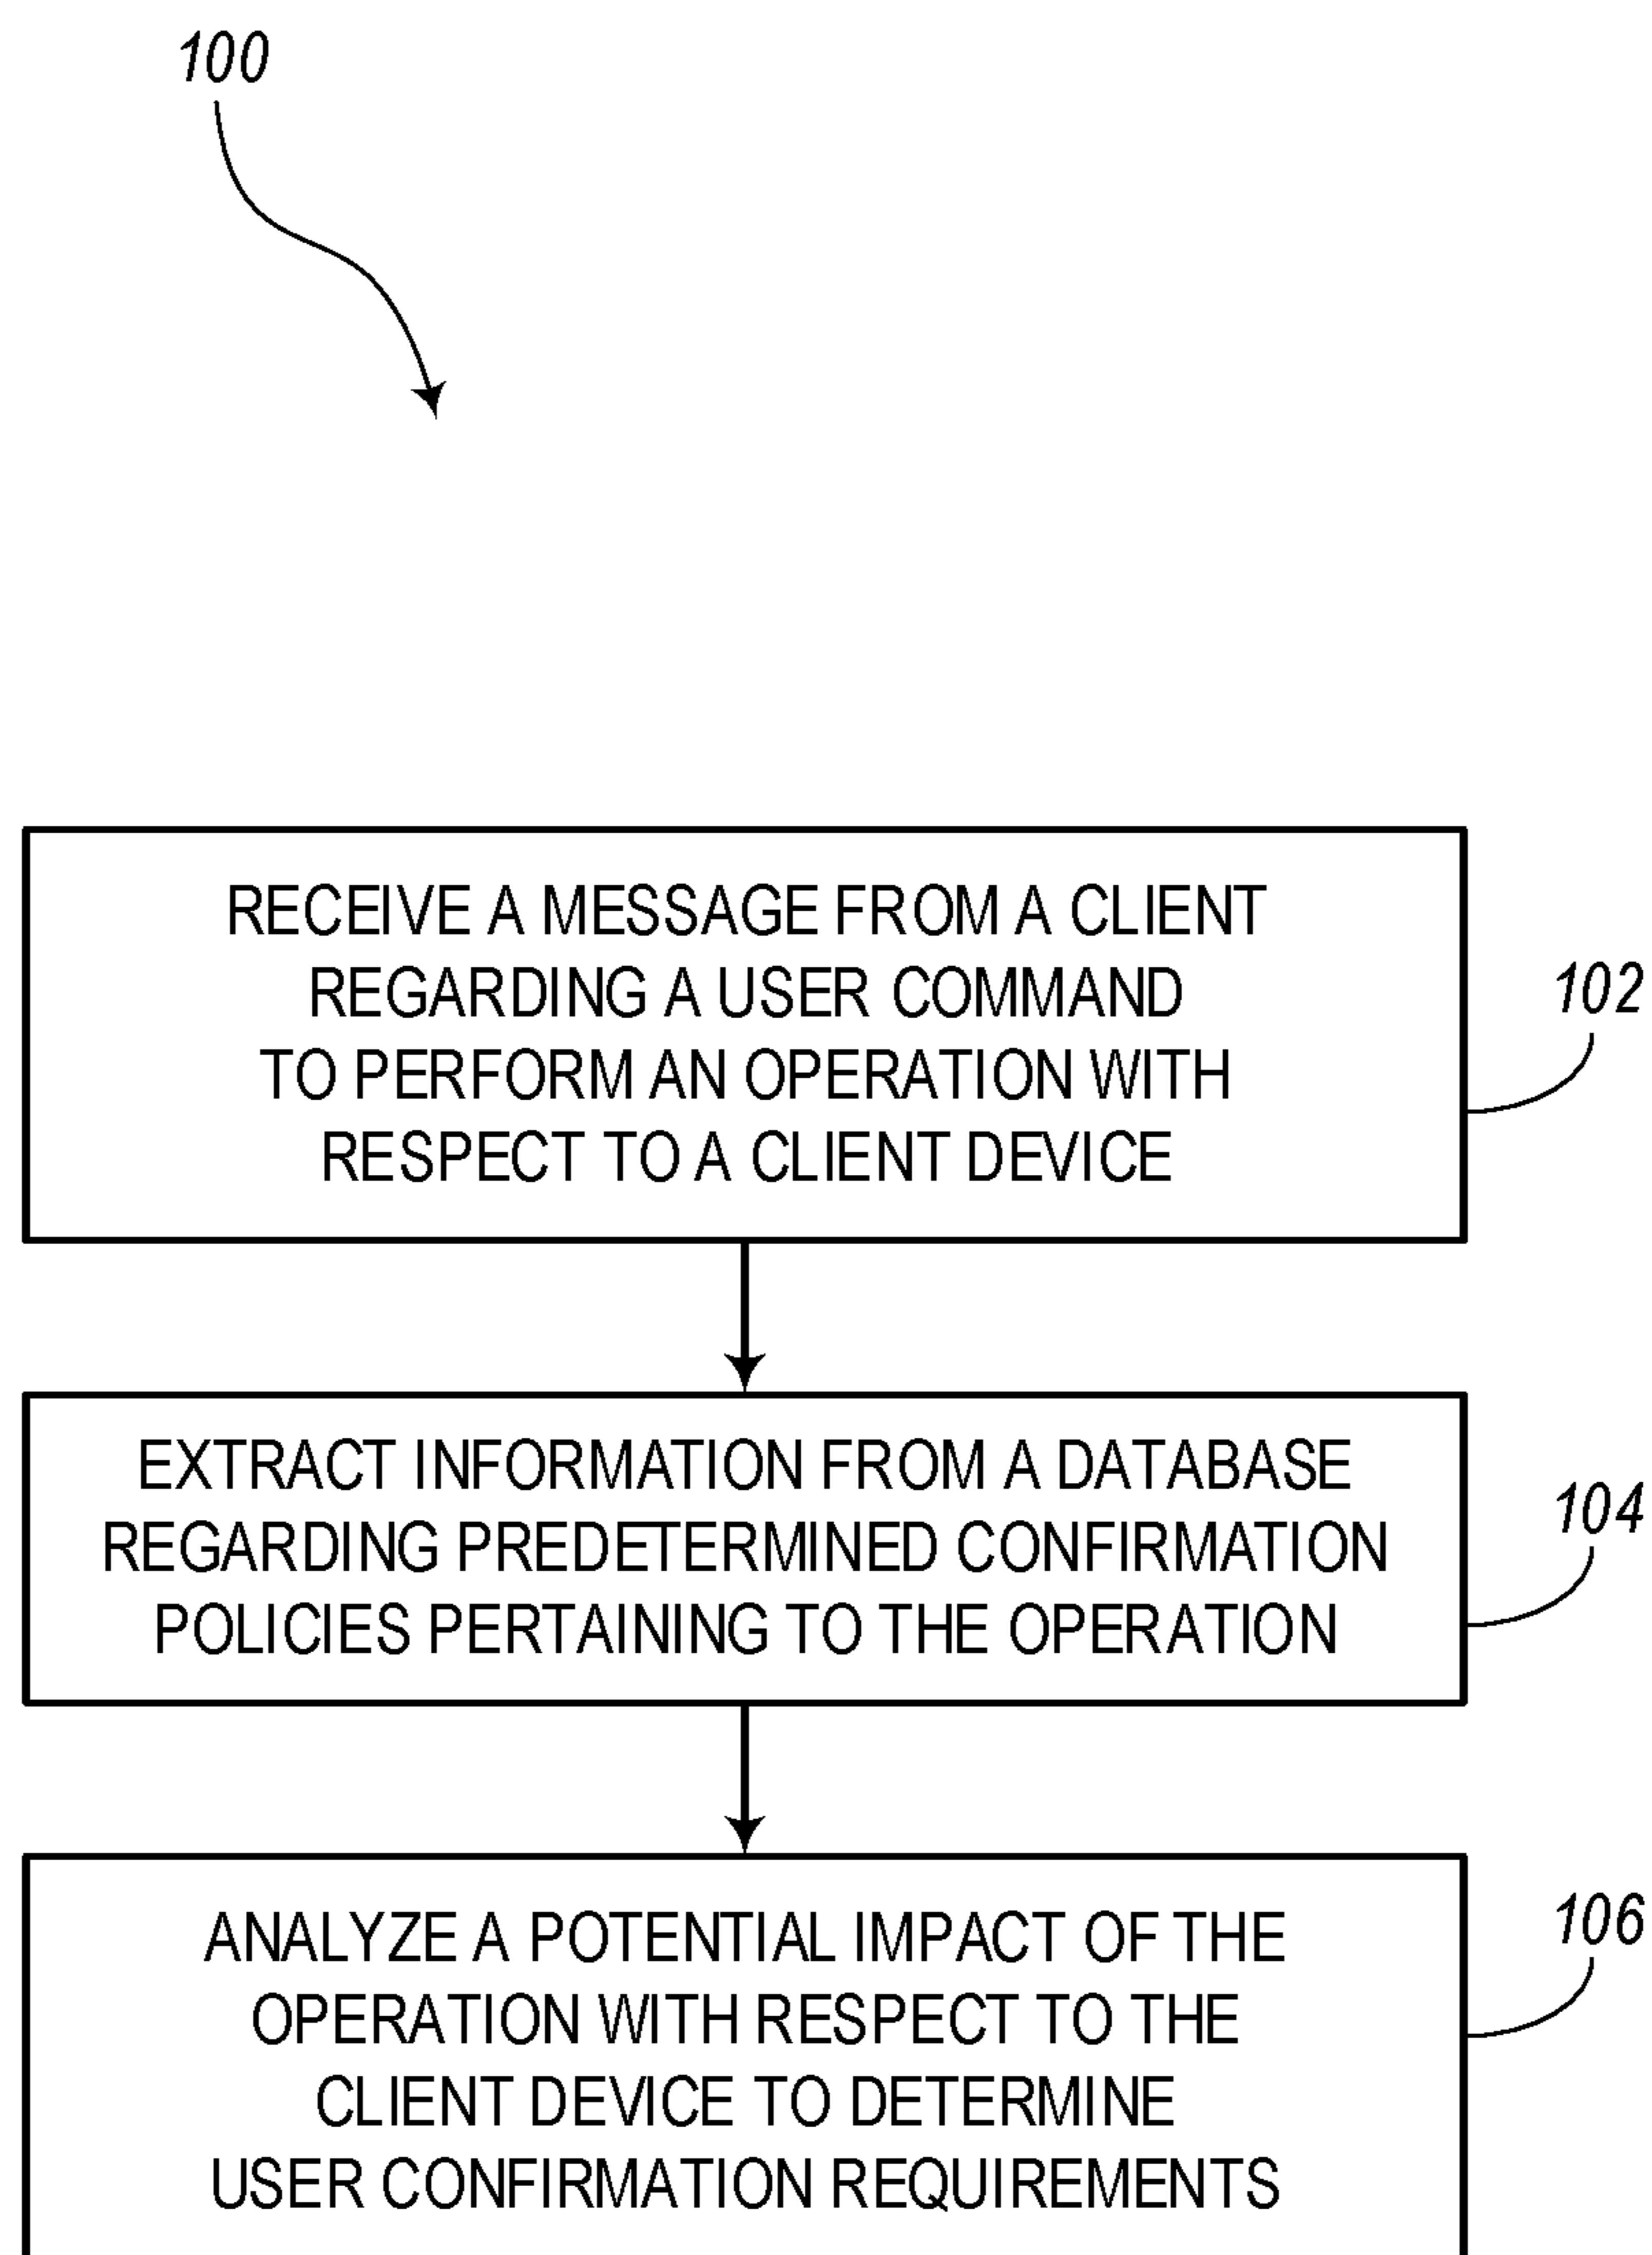 100
RECEIVE A MESSAGE FROM A CLIENT
REGARDING A USER COMMAND
TO PERFORM AN OPERATION WITH
RESPECT TO A CLIENT DEVICE
102
EXTRACT INFORMATION FROM A DATABASE
REGARDING PREDETERMINED CONFIRMATION
POLICIES PERTAINING TO THE OPERATION
104
ANALYZE A POTENTIAL IMPACT OF THE
OPERATION WITH RESPECT TO THE
CLIENT DEVICE TO DETERMINE
USER CONFIRMATION REQUIREMENTS
106